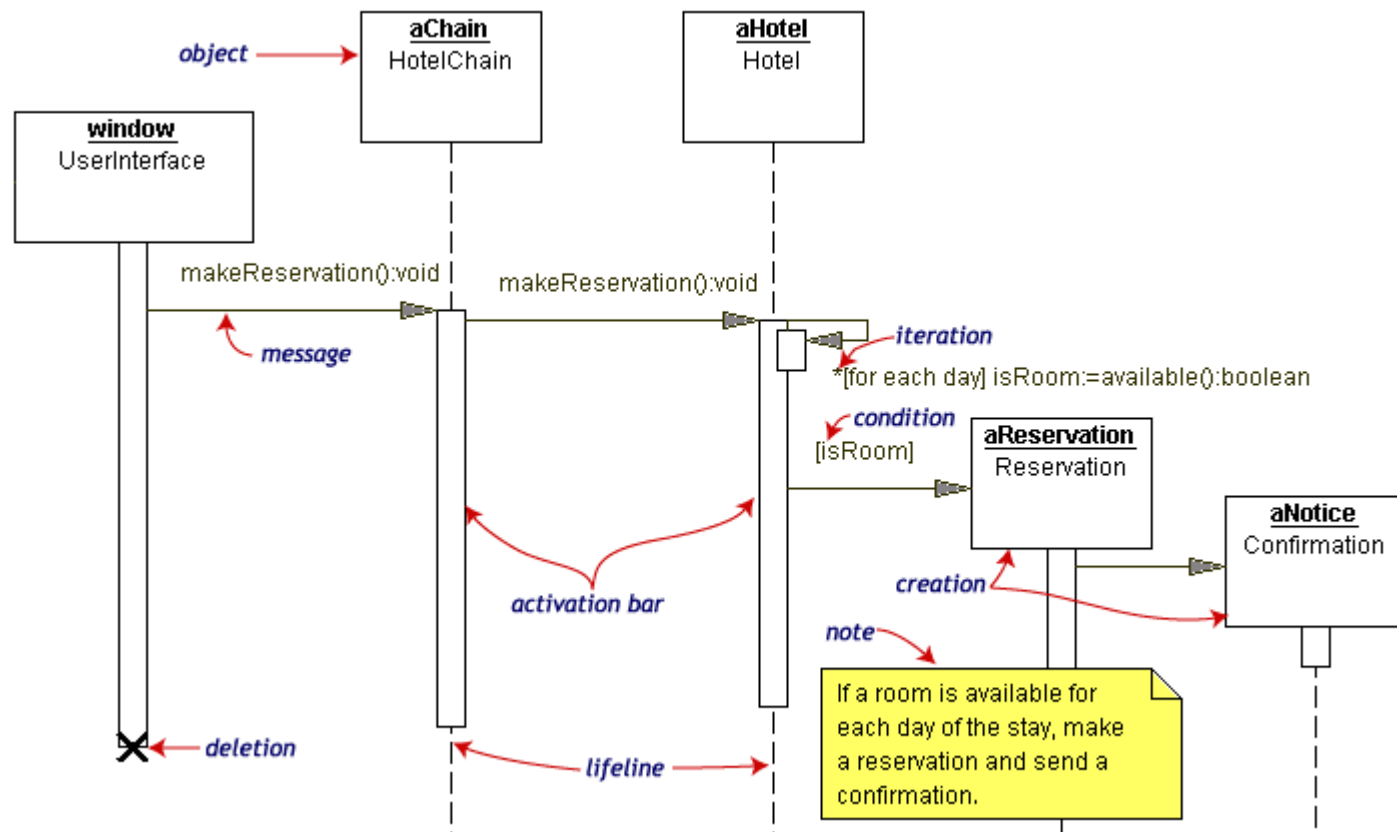 aChain
HotelChain
aHotel
Hotel
object
window
UserInterface
makeReservation():void
makeReservation():void
message
iteration
*[for each day] isRoom:=available():boolean
condition
[isRoom]
aReservation
Reservation
aNotice
Confirmation
activation bar
creation
note
If a room is available for
each day of the stay, make
a reservation and send a
confirmation.
deletion
lifeline